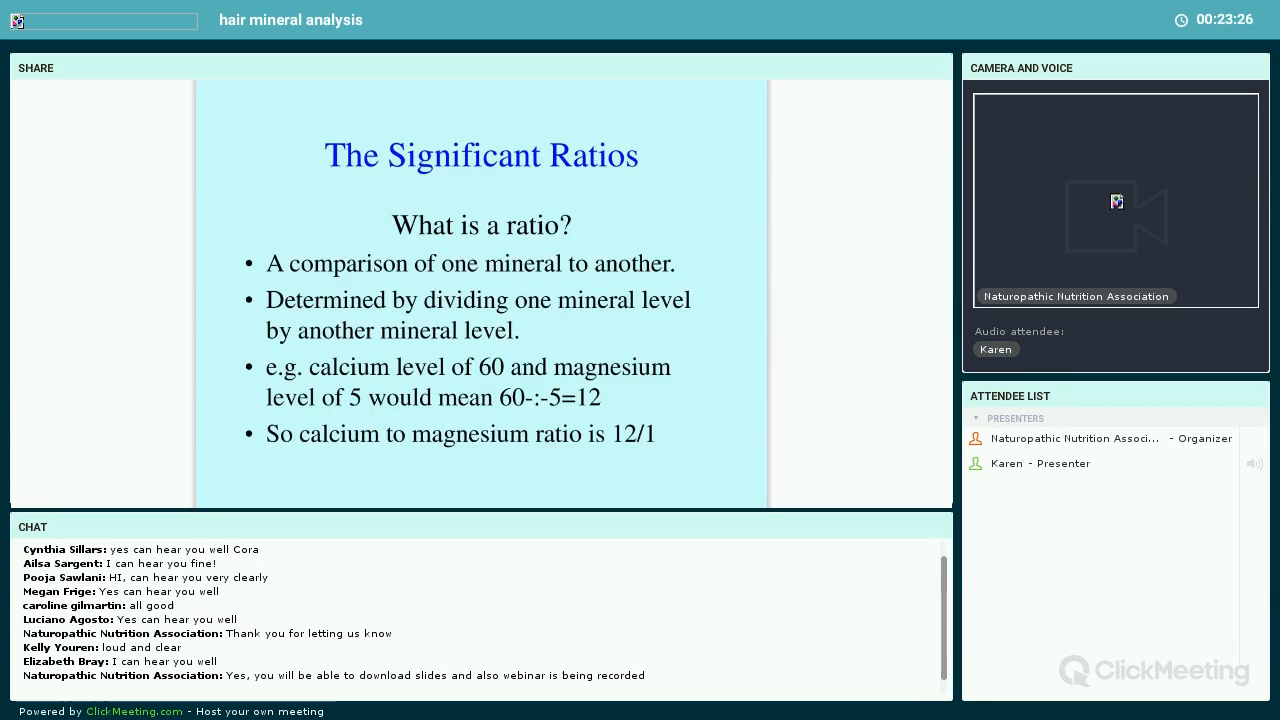 hair mineral analysis
00:23:26
SHARE
The Significant Ratios
What is a ratio?
• A comparison of one mineral to another.
• Determined by dividing one mineral level
by another mineral level.
• e.g. calcium level of 60 and magnesium
level of 5 would mean 60-:-5=12
• So calcium to magnesium ratio is 12/1
CHAT
Cynthia Sillars: yes can hear you well Cora
Ailsa Sargent: I can hear you fine!
Pooja Sawlani: HI, can hear you very clearly
Megan Frige: Yes can hear you well
caroline gilmartin: all good
Luciano Agosto: Yes can hear you well
Naturopathic Nutrition Association: Thank you for letting us know
Kelly Youren: loud and clear
Elizabeth Bray: I can hear you well
Naturopathic Nutrition Association: Yes, you will be able to download slides and also webinar is being recorded
CAMERA AND VOICE
Naturopathic Nutrition Association
Audio attendee:
Karen
ATTENDEE LIST
PRESENTERS
Naturopathic Nutrition Associ... - Organizer
Karen - Presenter
ClickMeeting
Powered by ClickMeeting.com - Host your own meeting